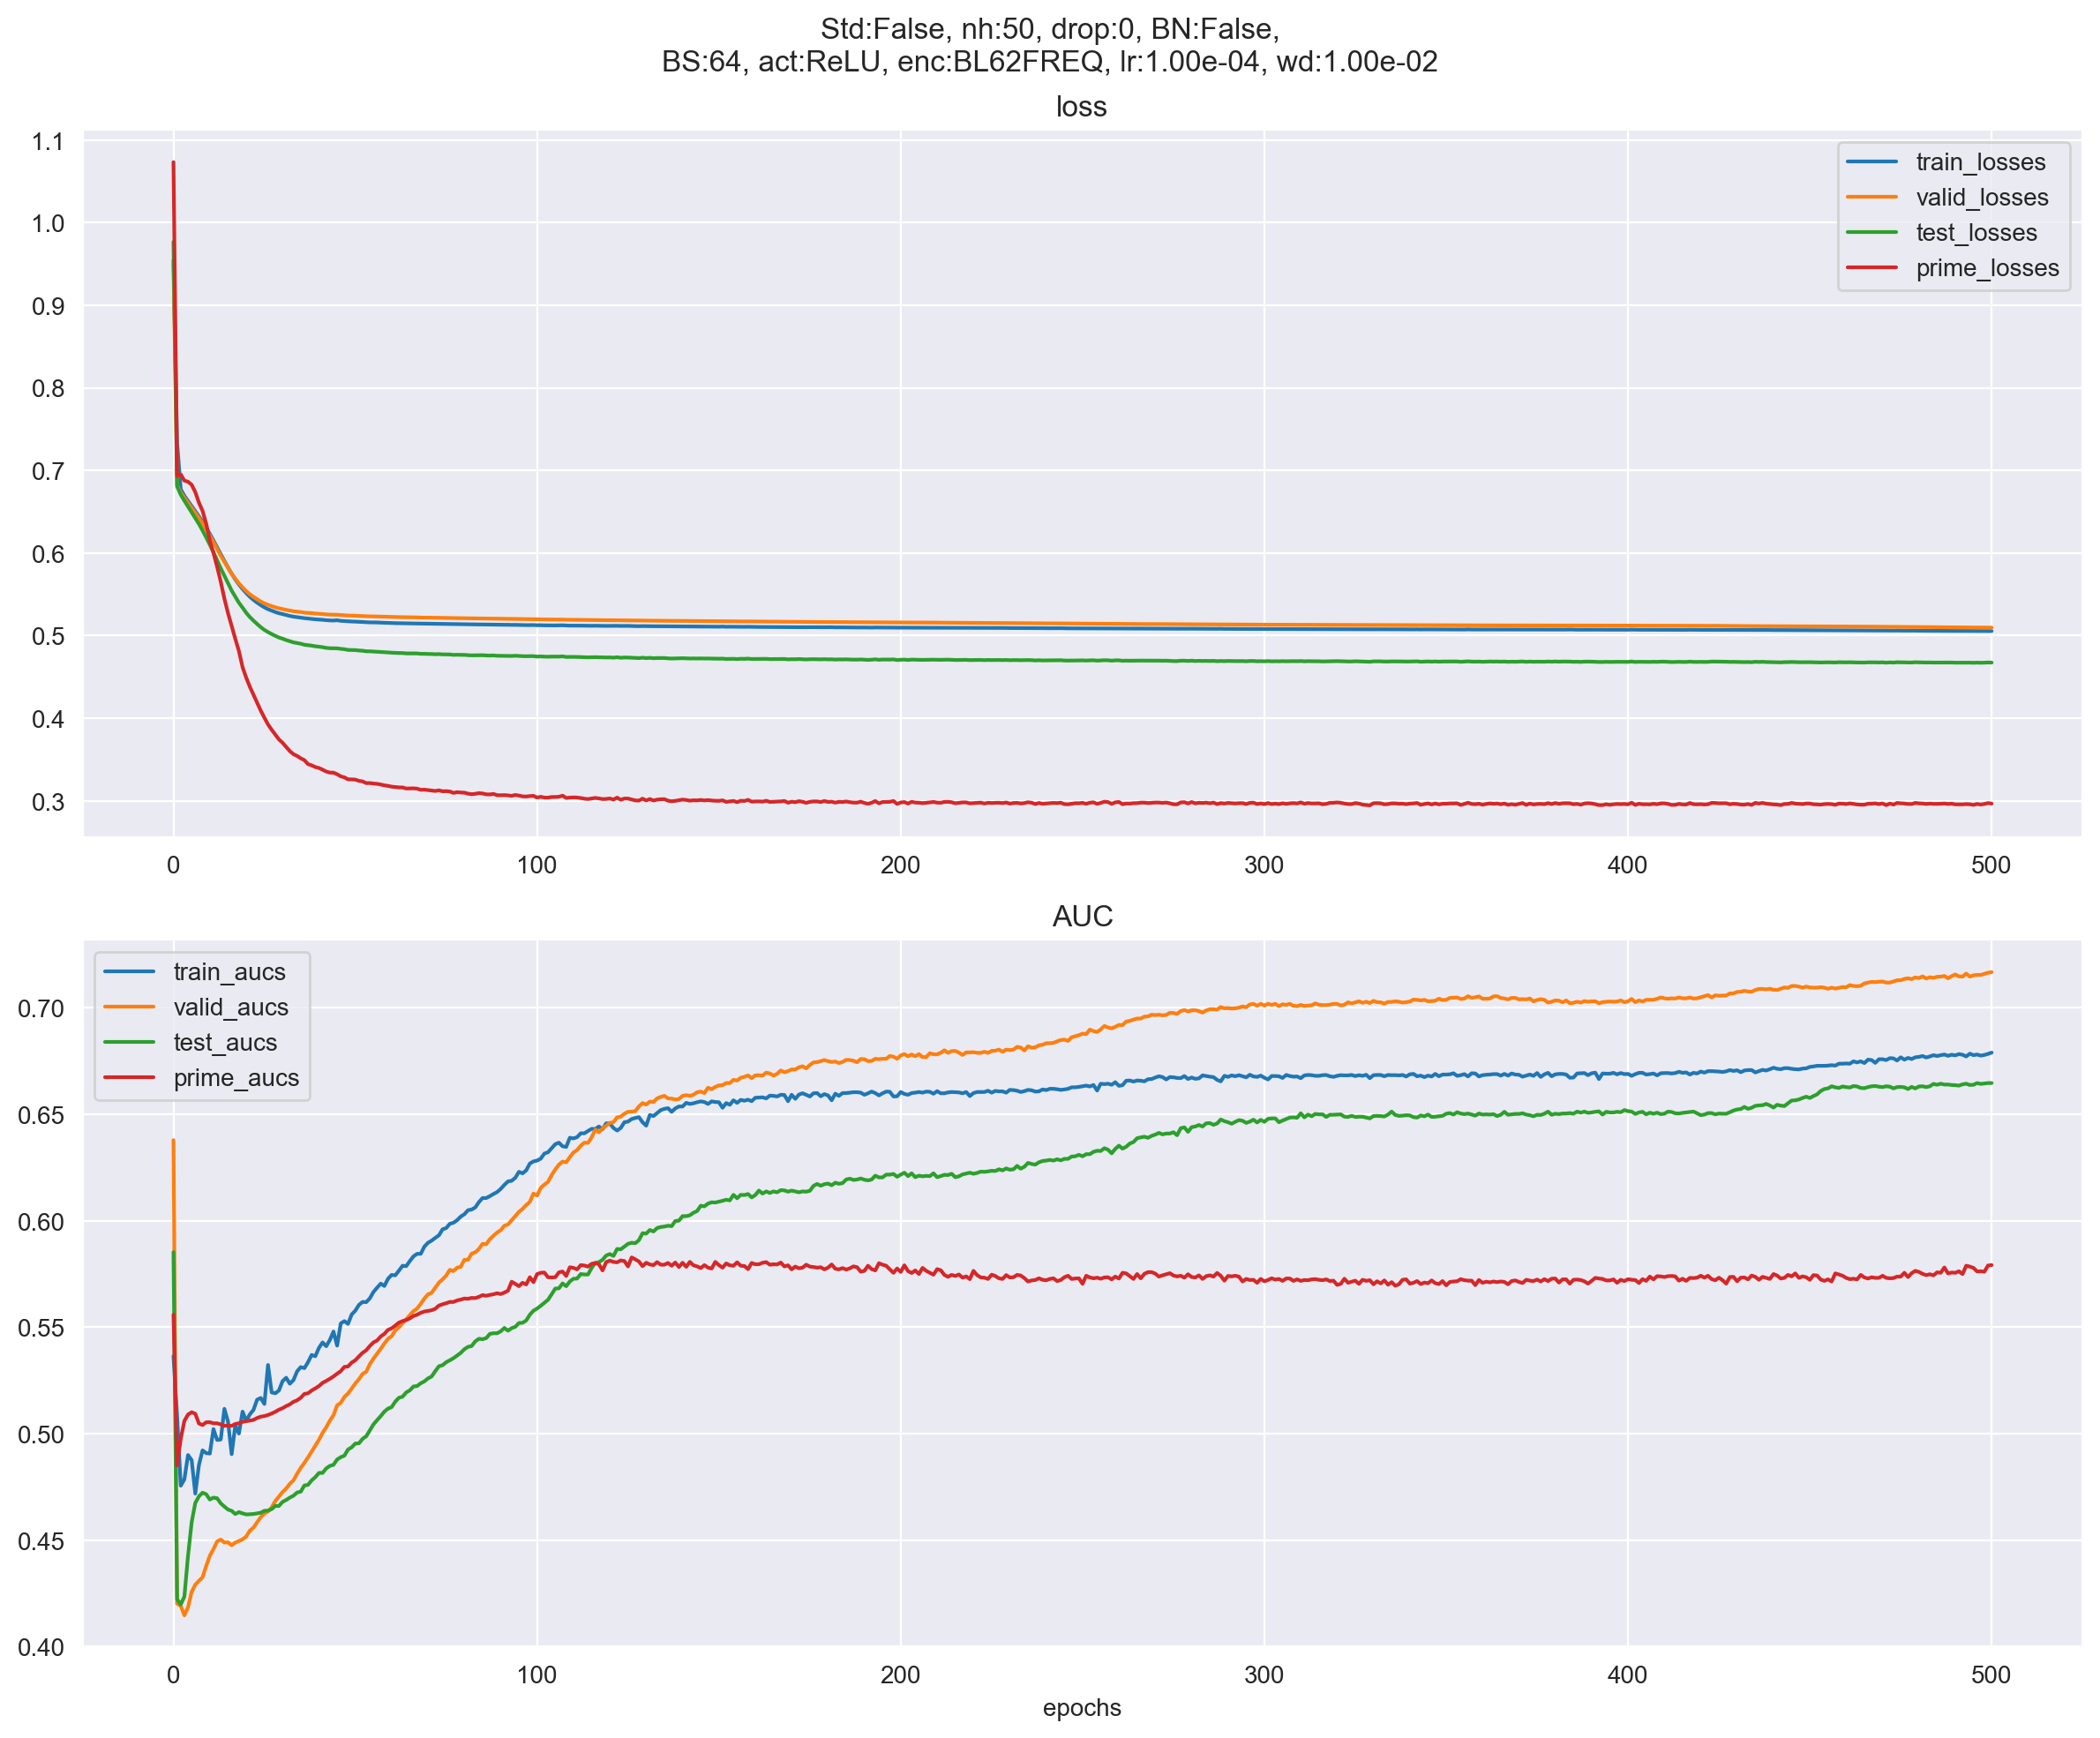 Std:False, nh:50, drop:0, BN:False,
BS:64, act:ReLU, enc:BL62FREQ, lr:1.00e-04, wd:1.00e-02
loss
1.1
1.0
0.9
0.8
0.7
0.6
0.5
0.4
0.3
train_losses
valid_losses
test_losses
prime_losses
0 100 200 300 400 500
AUC
train_aucs
valid_aucs
test_aucs
prime_aucs
0.70
0.65
0.60
0.55
0.50
0.45
0.40
0 100 200 300 400 500
epochs